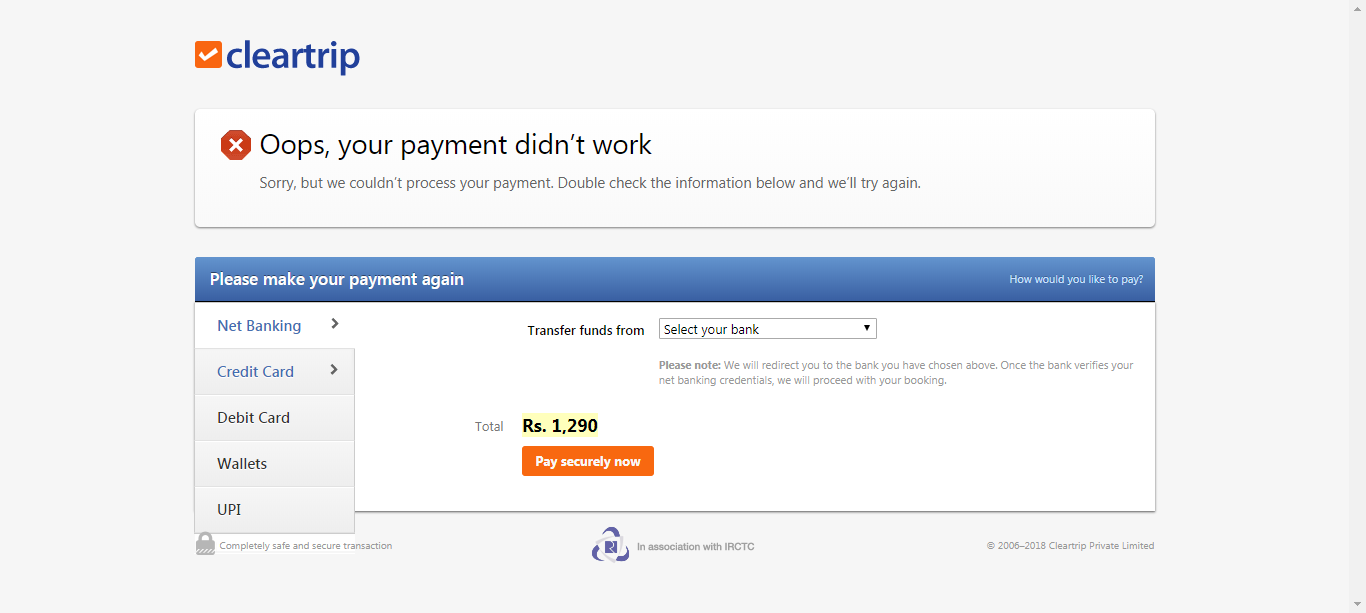 cleartrip
Oops, your payment didn't work
Sorry, but we couldn't process your payment. Double check the information below and we'll try again.
Please make your payment again
How would you like to pay?
Net Banking
Credit Card
Debit Card
Wallets
UPI
Transfer funds from
Select your bank
Please note: We will redirect you to the bank you have chosen above. Once the bank verifies your
net banking credentials, we will proceed with your booking.
Total
Rs. 1,290
Pay securely now
Completely safe and secure transaction
In association with IRCTC
© 2006–2018 Cleartrip Private Limited